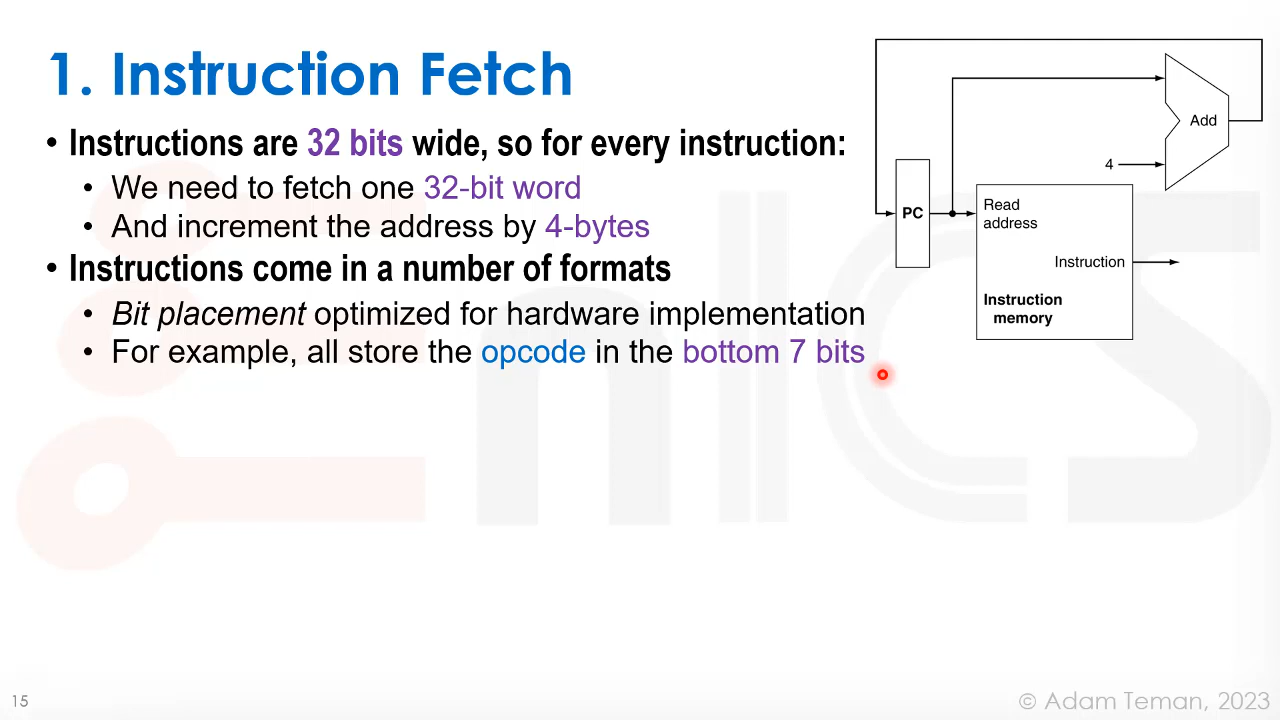 1. Instruction Fetch
• Instructions are 32 bits wide, so for every instruction:
• We need to fetch one 32-bit word
• And increment the address by 4-bytes
• Instructions come in a number of formats
• Bit placement optimized for hardware implementation
• For example, all store the opcode in the bottom 7 bits
Add
4
PC
Read
address
Instruction
Instruction
memory
nics
15
© Adam Teman, 2023